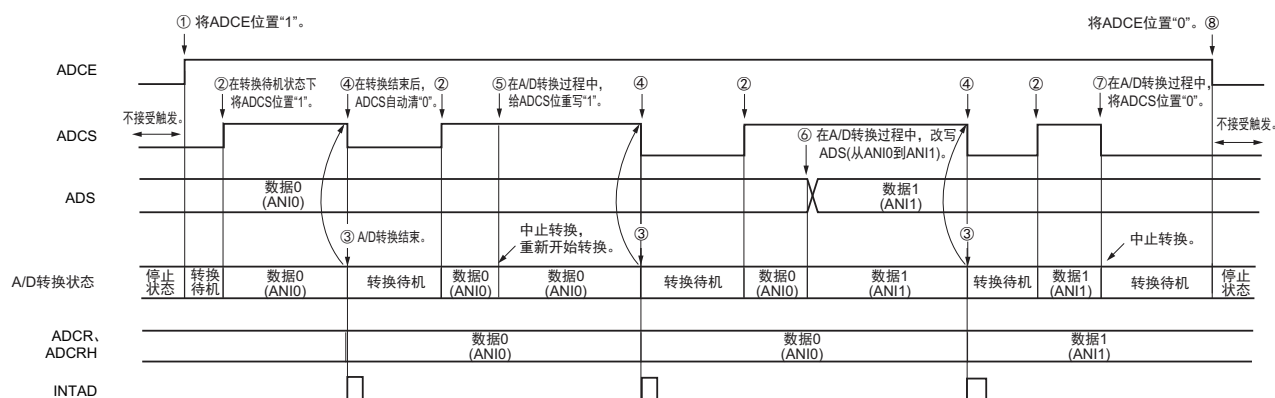 ① 将ADCE位置“1”。
将ADCE位置“0”。⑧
ADCE
②在转换待机状态下
将ADCS位置“1”。
④在转换结束后，
ADCS自动清“0”。
②
⑤在A/D转换过程中，
给ADCS位重写“1”。
④
②
④
②
⑦在A/D转换过程中，
将ADCS位置“0”。
不接受触发。
不接受触发。
ADCS
⑥ 在A/D转换过程中，改写
ADS(从ANI0到ANI1)。
ADS
数据0
(ANI0)
数据1
(ANI1)
③ A/D转换结束。
中止转换，
重新开始转换。
③
③
中止转换。
A/D转换状态
停止
状态
转换
待机
数据0
(ANI0)
转换待机
数据0
(ANI0)
数据0
(ANI0)
转换待机
数据0
(ANI0)
数据1
(ANI1)
转换待机
数据1
(ANI1)
转换待机
停止
状态
ADCR、
ADCRH
数据0
(ANI0)
数据0
(ANI0)
数据1
(ANI1)
INTAD